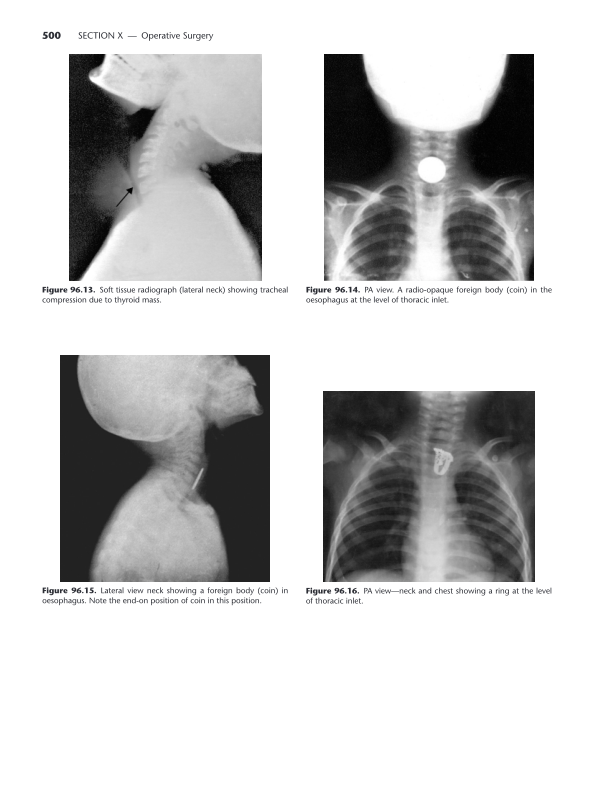 500 SECTION X — Operative Surgery
Figure 96.13. Soft tissue radiograph (lateral neck) showing tracheal
compression due to thyroid mass.
Figure 96.14. PA view. A radio-opaque foreign body (coin) in the
oesophagus at the level of thoracic inlet.
Figure 96.15. Lateral view neck showing a foreign body (coin) in
oesophagus. Note the end-on position of coin in this position.
Figure 96.16. PA view—neck and chest showing a ring at the level
of thoracic inlet.